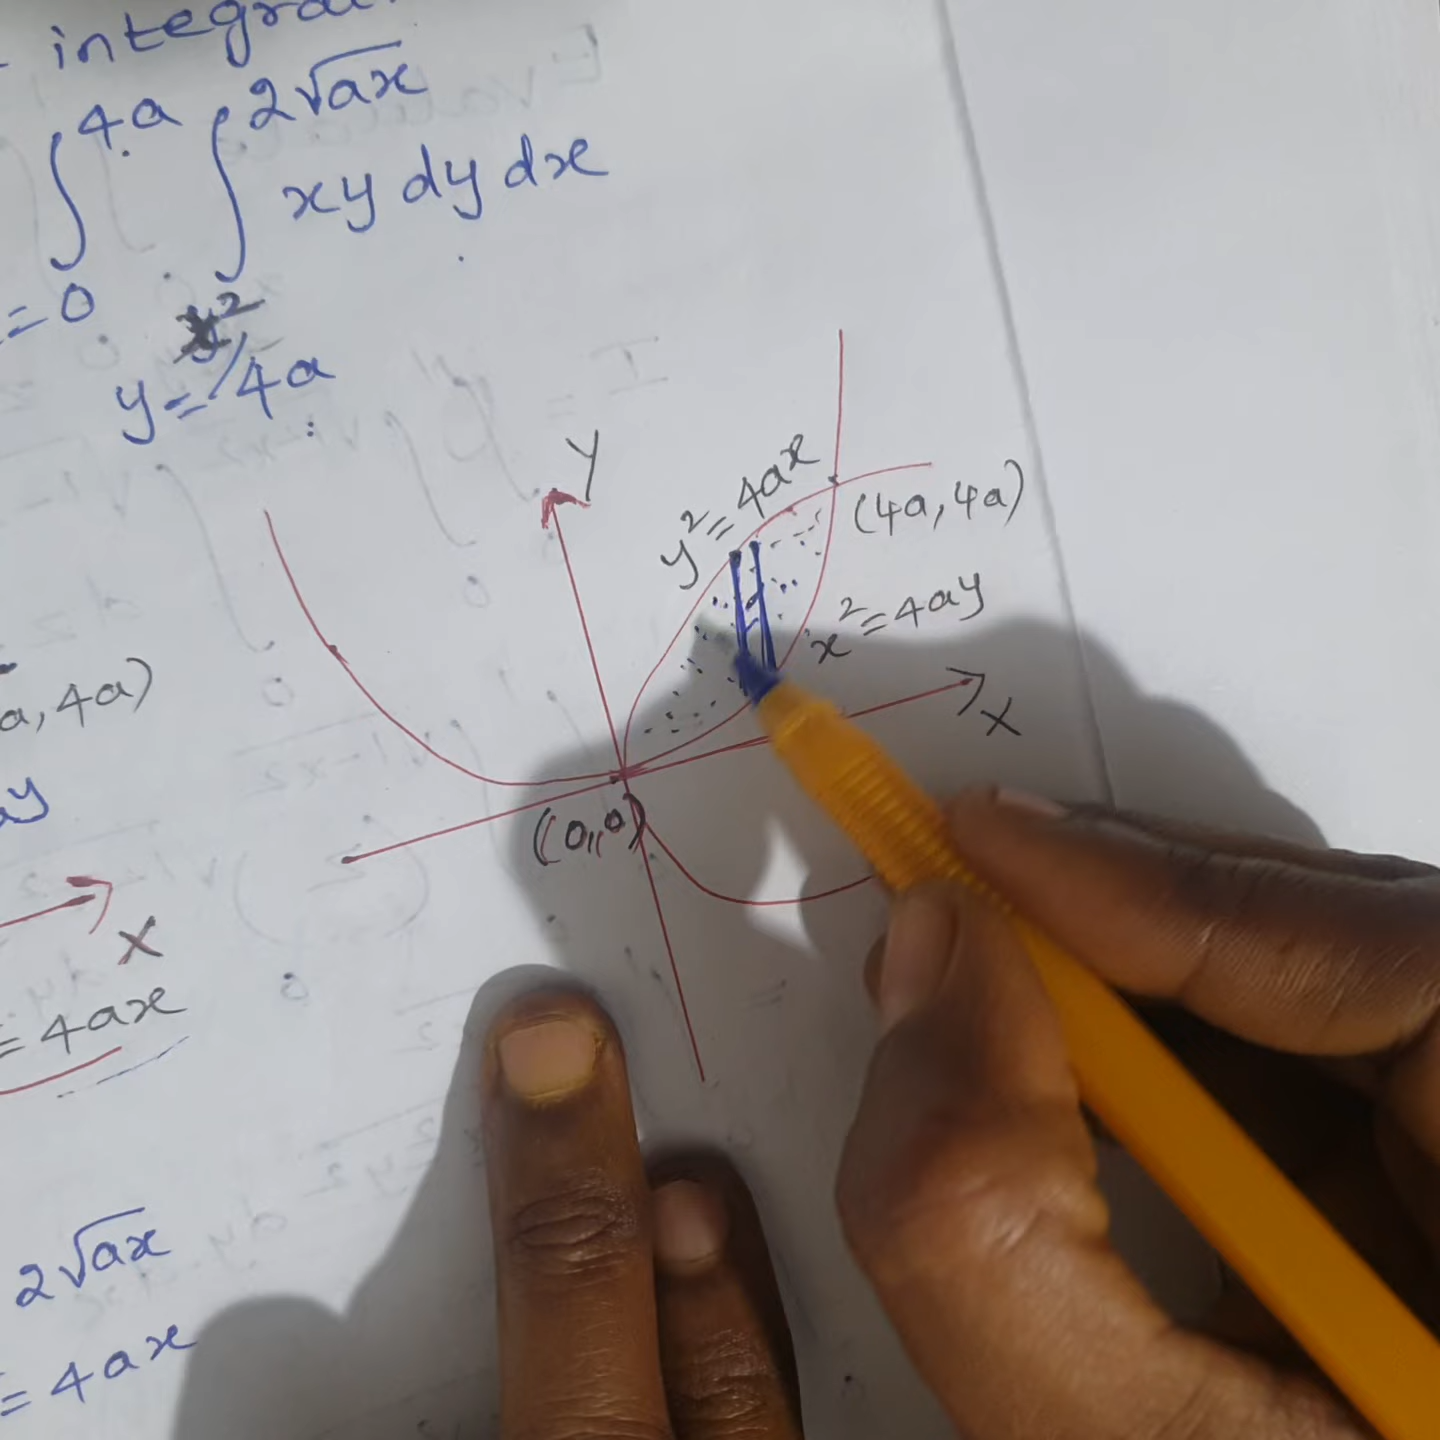 integral
∫ 4a ∫ 2√ax xy dy dx
=0 y=x²/4a
Y
y²=4ax
(4a,4a)
x²=4ay
X
(0,0)
a,4a)
ay
X
=4ax
2√ax
=4ax